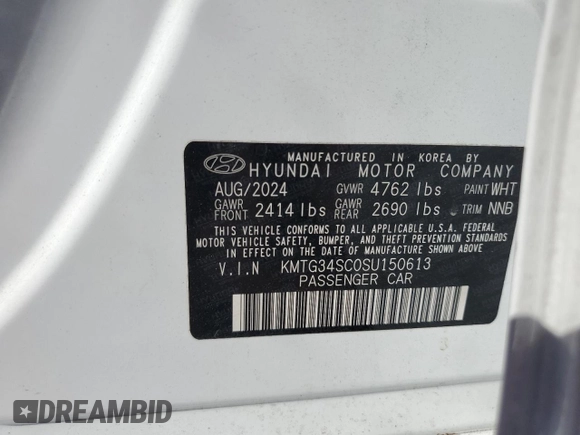 MANUFACTURED IN KOREA BY
HYUNDAI MOTOR COMPANY
AUG/2024 GVWR 4762 lbs PAINT WHT
GAWR FRONT 2414 lbs GAWR REAR 2690 lbs TRIM NNB
THIS VEHICLE CONFORMS TO ALL APPLICABLE U.S.A. FEDERAL
MOTOR VEHICLE SAFETY, BUMPER, AND THEFT PREVENTION STANDARDS
IN EFFECT ON THE DATE OF MANUFACTURE SHOWN ABOVE.
V.I.N KMTG34SC0SU150613
PASSENGER CAR
DREAMBID